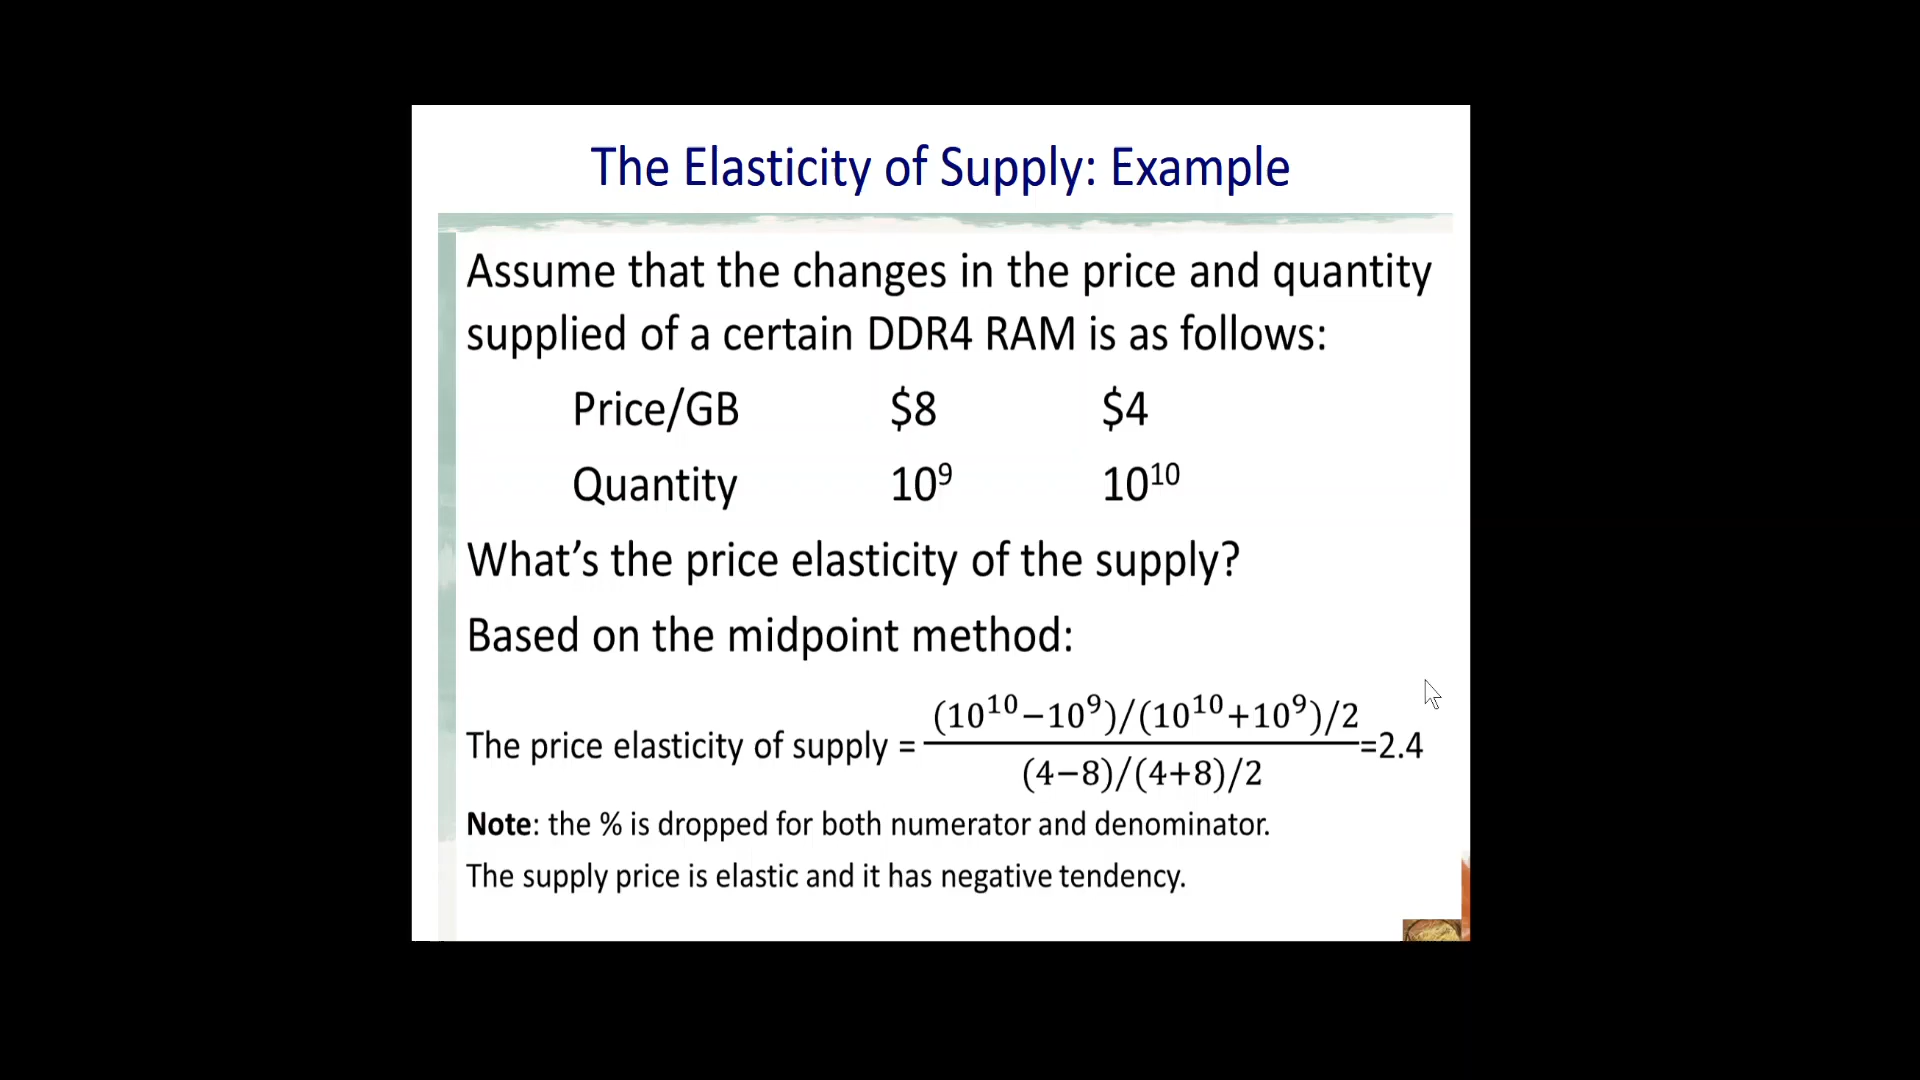 The Elasticity of Supply: Example
Assume that the changes in the price and quantity
supplied of a certain DDR4 RAM is as follows:
Price/GB $8 $4
Quantity 10⁹ 10¹⁰
What’s the price elasticity of the supply?
Based on the midpoint method:
The price elasticity of supply = (10¹⁰−10⁹)/(10¹⁰+10⁹)/2
(4−8)/(4+8)/2 =2.4
Note: the % is dropped for both numerator and denominator.
The supply price is elastic and it has negative tendency.